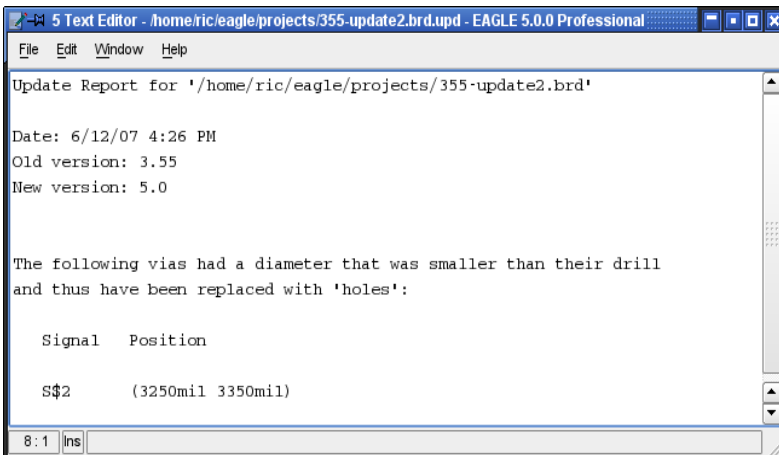 5 Text Editor - /home/ric/eagle/projects/355-update2.brd.upd - EAGLE 5.0.0 Professional
File Edit Window Help
Update Report for '/home/ric/eagle/projects/355-update2.brd'
Date: 6/12/07 4:26 PM
Old version: 3.55
New version: 5.0
The following vias had a diameter that was smaller than their drill
and thus have been replaced with 'holes':
Signal Position
S$2 (3250mil 3350mil)
8:1 Ins